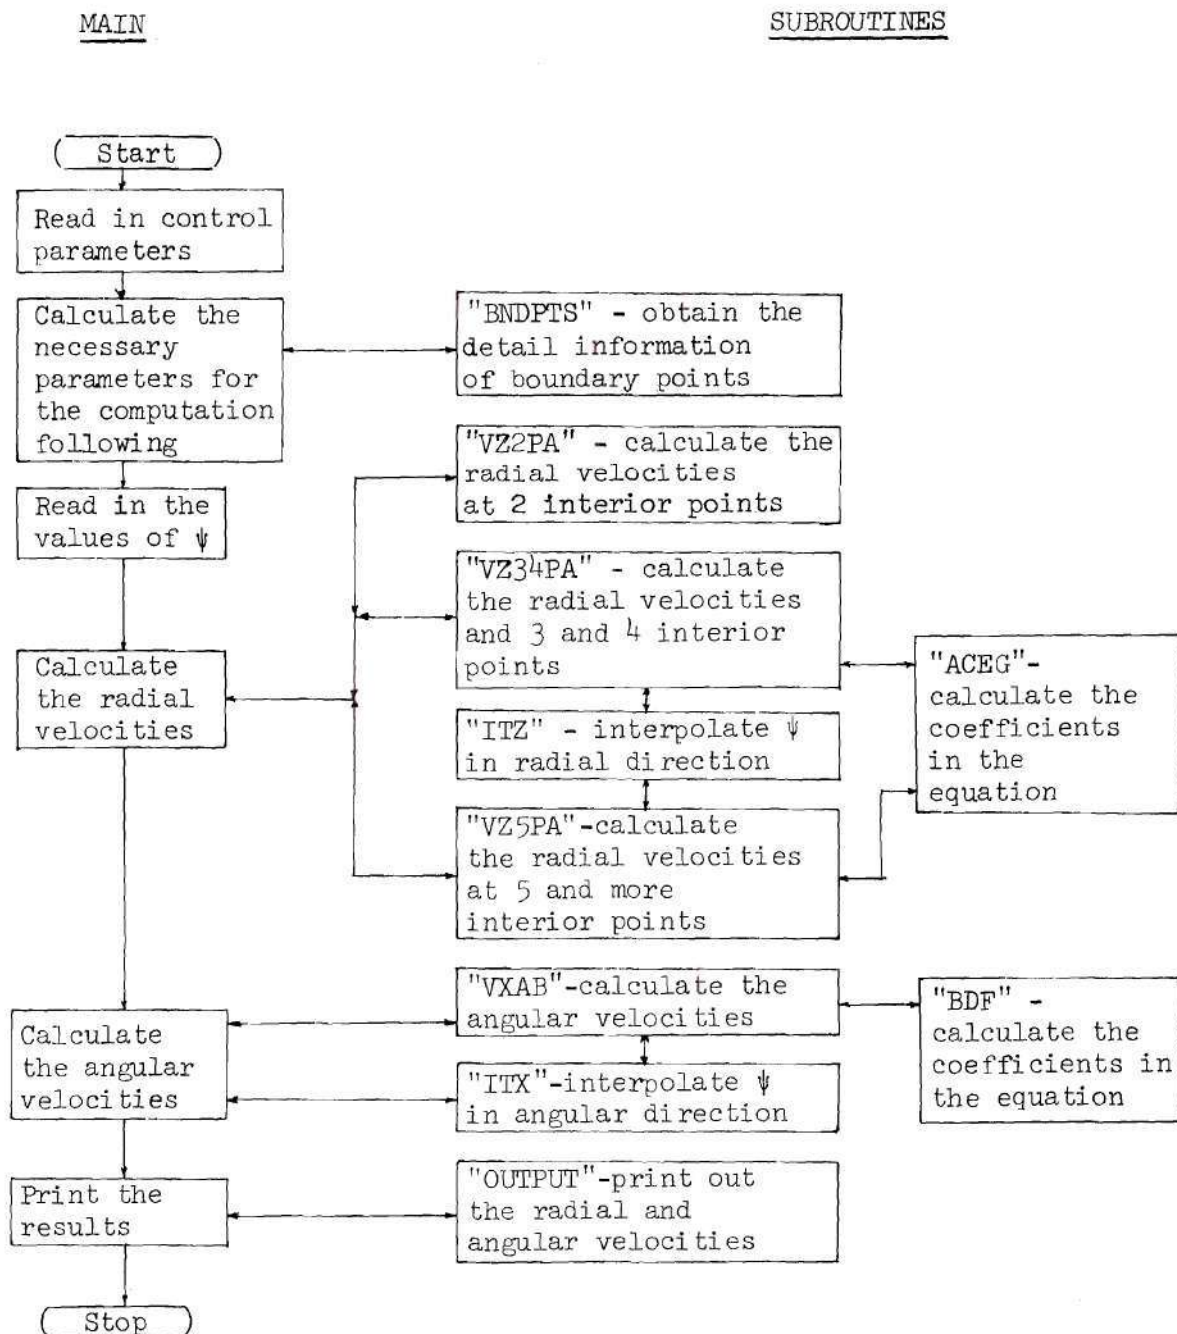 MAIN
SUBROUTINES
Start
Read in control
parameters
Calculate the
necessary
parameters for
the computation
following
"BNDPTS" - obtain the
detail information
of boundary points
Read in the
values of ψ
"VZ2PA" - calculate the
radial velocities
at 2 interior points
"VZ34PA" - calculate
the radial velocities
and 3 and 4 interior
points
Calculate
the radial
velocities
"ACEG"-
calculate the
coefficients
in the
equation
"ITZ" - interpolate ψ
in radial direction
"VZ5PA"-calculate
the radial velocities
at 5 and more
interior points
Calculate
the angular
velocities
"VXAB"-calculate the
angular velocities
"BDF" -
calculate the
coefficients in
the equation
"ITX"-interpolate ψ
in angular direction
Print the
results
"OUTPUT"-print out
the radial and
angular velocities
Stop